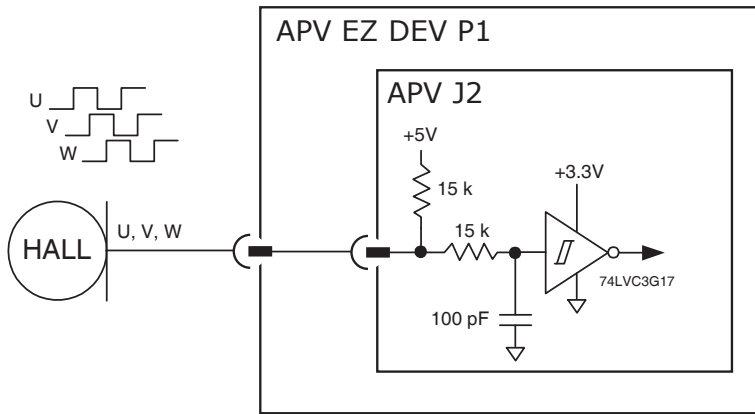 APV EZ DEV P1
APV J2
U
V
W
+5V
+3.3V
15 k
15 k
HALL
U, V, W
74LVC3G17
100 pF